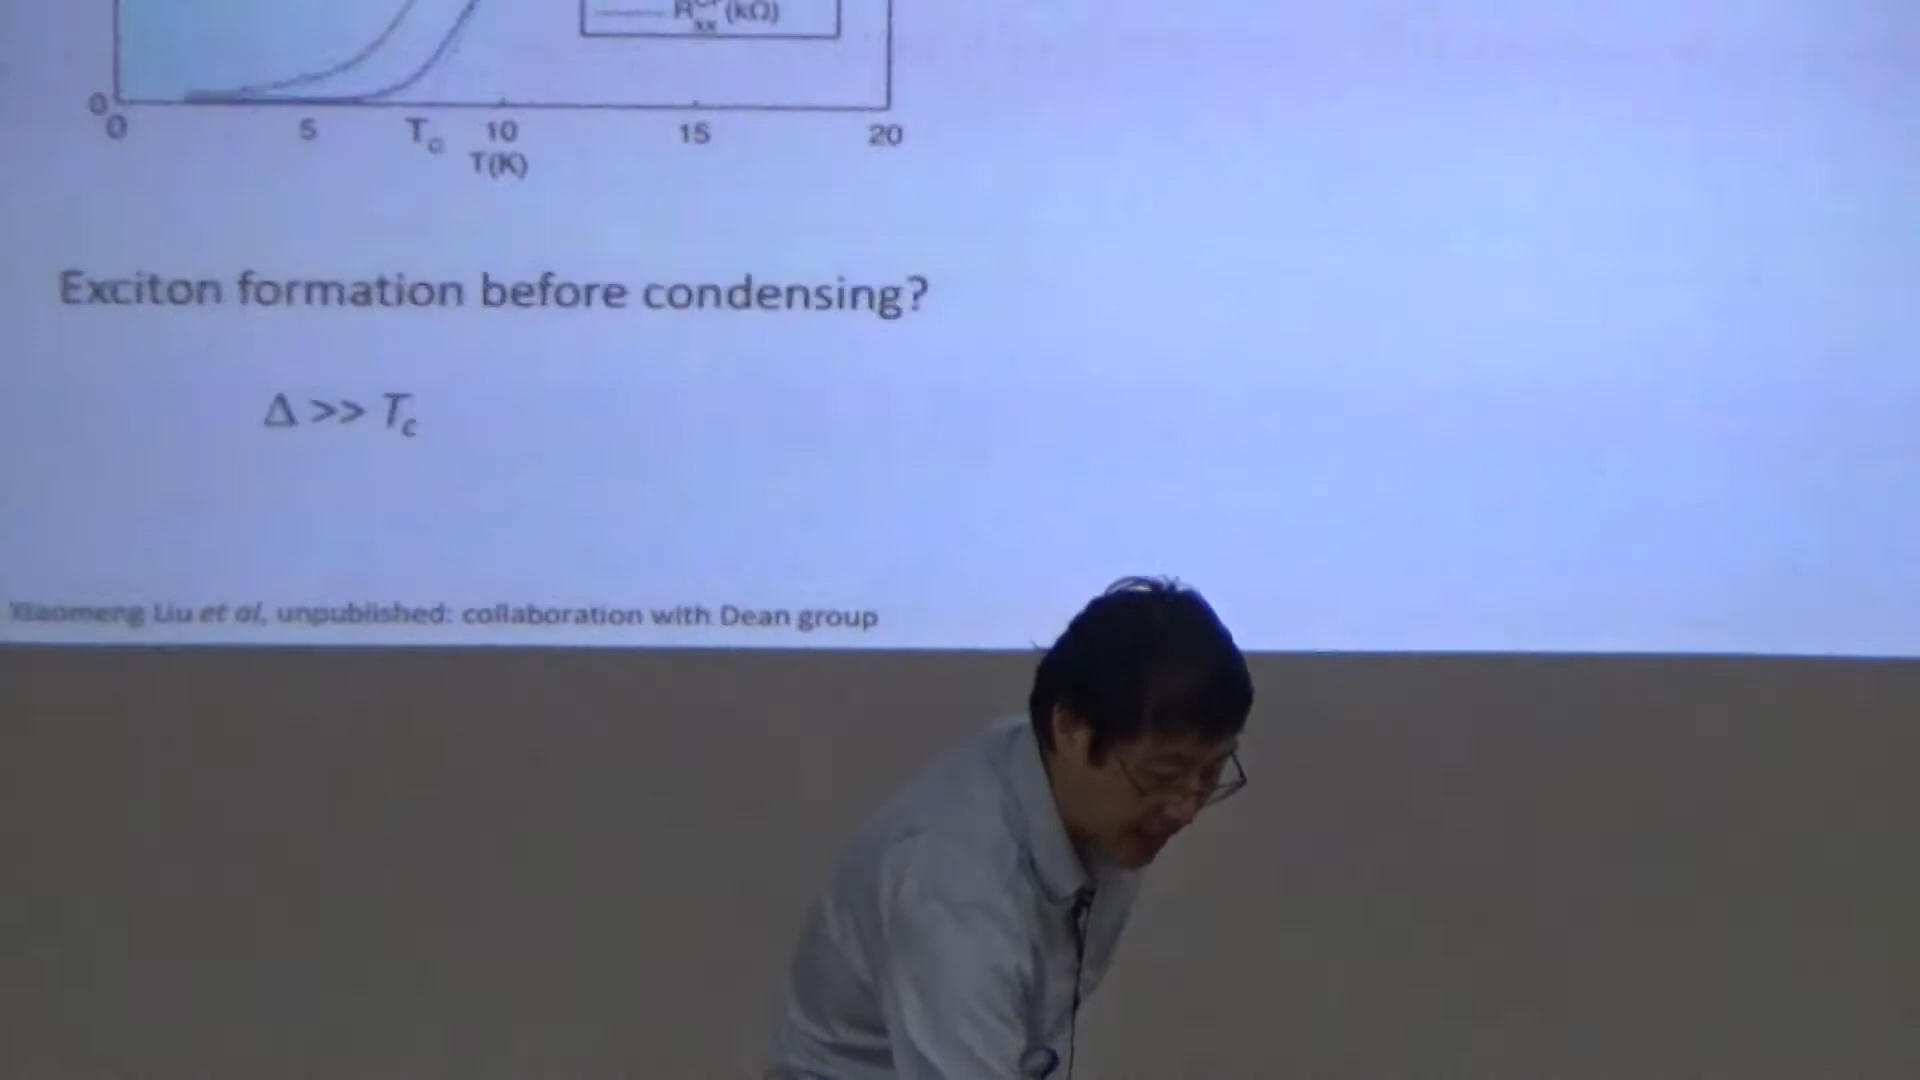 R^CF_xx (kΩ)
0
0 5 T_c 10 15 20
T(K)
Exciton formation before condensing?
Δ >> T_c
Xiaomeng Liu et al, unpublished: collaboration with Dean group